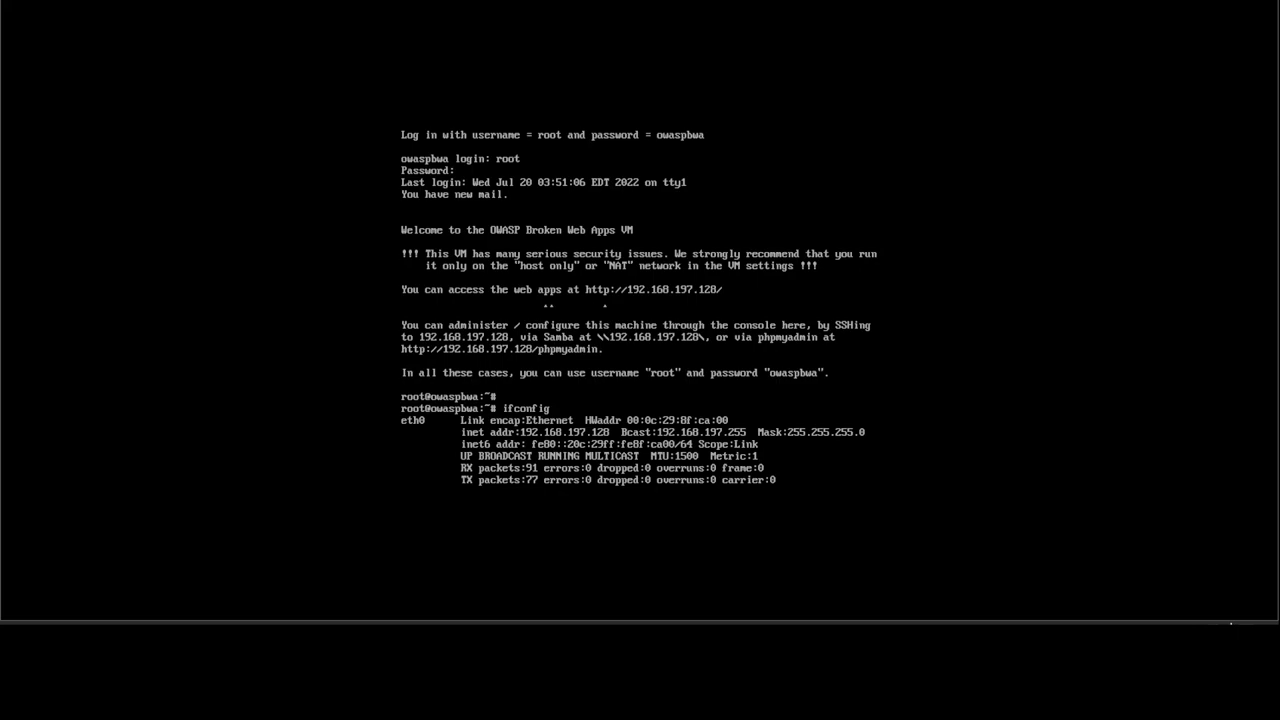 Log in with username = root and password = owaspbwa
owaspbwa login: root
Password:
Last login: Wed Jul 20 03:51:06 EDT 2022 on tty1
You have new mail.
Welcome to the OWASP Broken Web Apps VM
!!! This VM has many serious security issues. We strongly recommend that you run
it only on the "host only" or "NAT" network in the VM settings !!!
You can access the web apps at http://192.168.197.128/
You can administer / configure this machine through the console here, by SSHing
to 192.168.197.128, via Samba at \\192.168.197.128\, or via phpmyadmin at
http://192.168.197.128/phpmyadmin.
In all these cases, you can use username "root" and password "owaspbwa".
root@owaspbwa:~#
root@owaspbwa:~# ifconfig
eth0 Link encap:Ethernet HWaddr 00:0c:29:8f:ca:00
inet addr:192.168.197.128 Bcast:192.168.197.255 Mask:255.255.255.0
inet6 addr: fe80::20c:29ff:fe8f:ca00/64 Scope:Link
UP BROADCAST RUNNING MULTICAST MTU:1500 Metric:1
RX packets:91 errors:0 dropped:0 overruns:0 frame:0
TX packets:77 errors:0 dropped:0 overruns:0 carrier:0